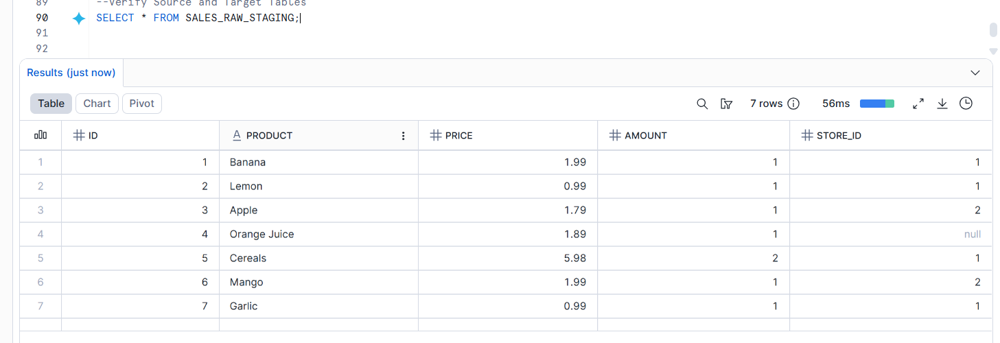 89 --Verify Source and Target Tables
90 SELECT * FROM SALES_RAW_STAGING;
91
92
Results (just now)
Table Chart Pivot 7 rows 56ms
ID PRODUCT PRICE AMOUNT STORE_ID
1 1 Banana 1.99 1 1
2 2 Lemon 0.99 1 1
3 3 Apple 1.79 1 2
4 4 Orange Juice 1.89 1 null
5 5 Cereals 5.98 2 1
6 6 Mango 1.99 1 2
7 7 Garlic 0.99 1 1